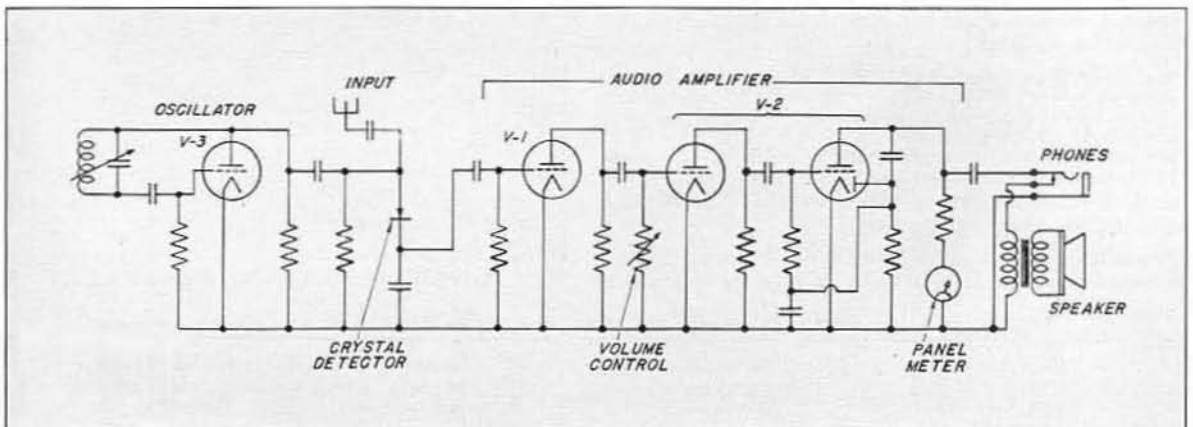 AUDIO AMPLIFIER
INPUT
OSCILLATOR
V-3
V-1
V-2
PHONES
SPEAKER
CRYSTAL
DETECTOR
VOLUME
CONTROL
PANEL
METER